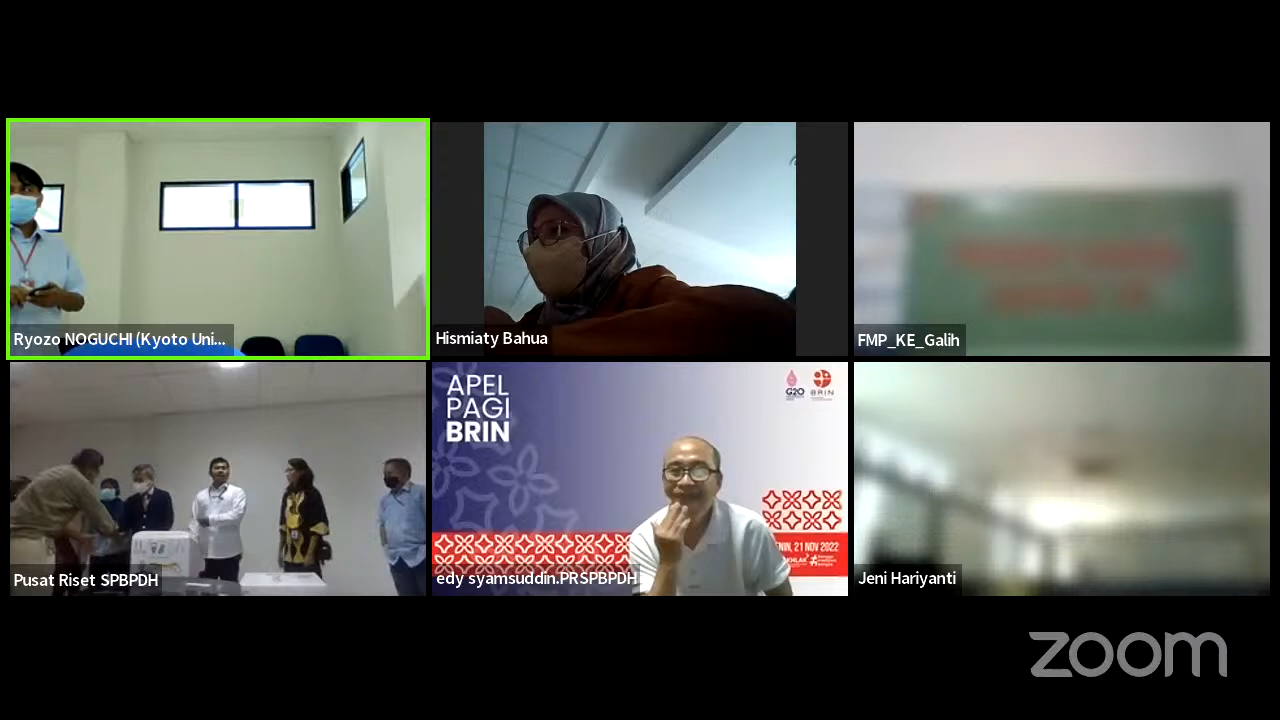 Ryozo NOGUCHI (Kyoto Uni...
Hismiaty Bahua
FMP_KE_Galih
Pusat Riset SPBPDH
APEL
PAGI
BRIN
G20
BRIN
21 NOV 2022
edy syamsuddin.PRSPBPDH
Jeni Hariyanti
zoom